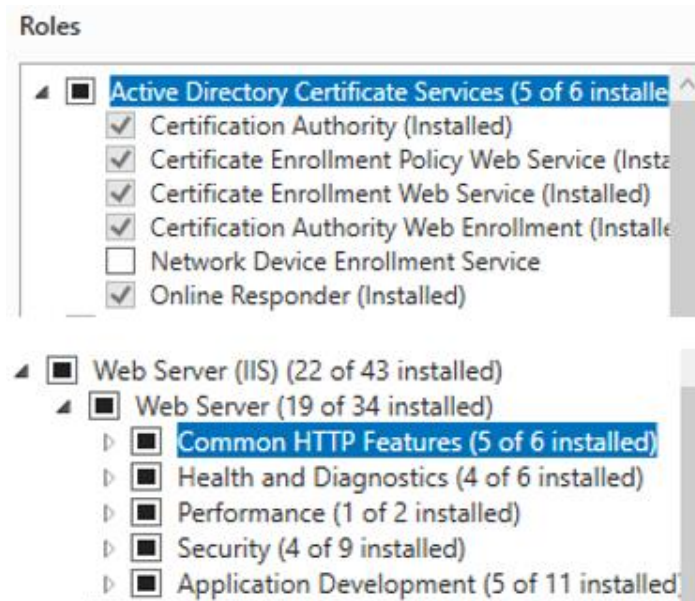 Roles
Active Directory Certificate Services (5 of 6 installe
Certification Authority (Installed)
Certificate Enrollment Policy Web Service (Insta
Certificate Enrollment Web Service (Installed)
Certification Authority Web Enrollment (Installe
Network Device Enrollment Service
Online Responder (Installed)
Web Server (IIS) (22 of 43 installed)
Web Server (19 of 34 installed)
Common HTTP Features (5 of 6 installed)
Health and Diagnostics (4 of 6 installed)
Performance (1 of 2 installed)
Security (4 of 9 installed)
Application Development (5 of 11 installed)